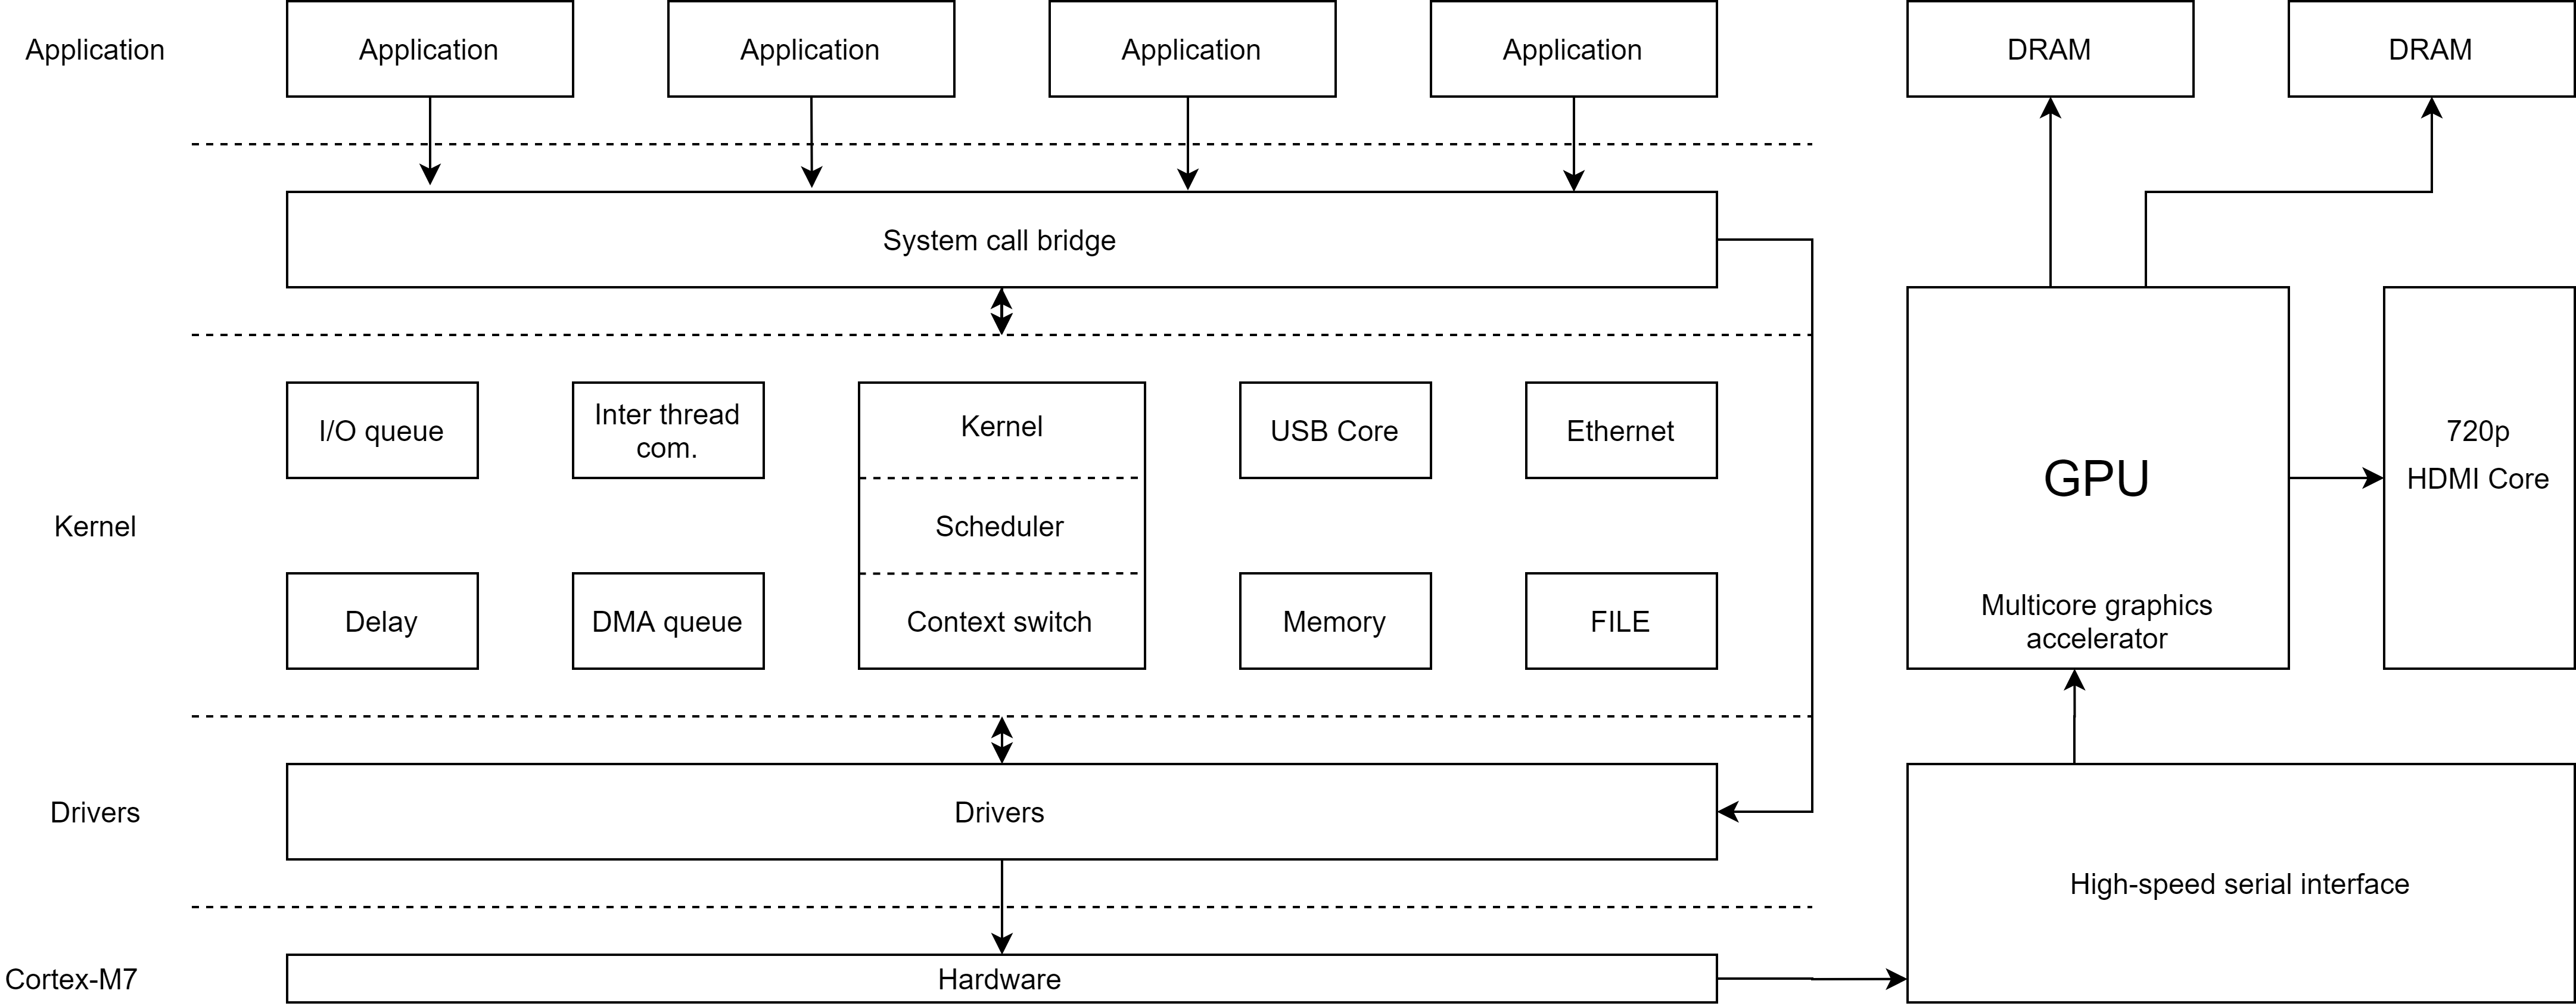 Application
Application
Application
Application
Application
DRAM
DRAM
System call bridge
Kernel
I/O queue
Inter thread
com.
Kernel
Scheduler
Context switch
USB Core
Ethernet
Delay
DMA queue
Memory
FILE
GPU
Multicore graphics
accelerator
720p
HDMI Core
Drivers
Drivers
High-speed serial interface
Cortex-M7
Hardware